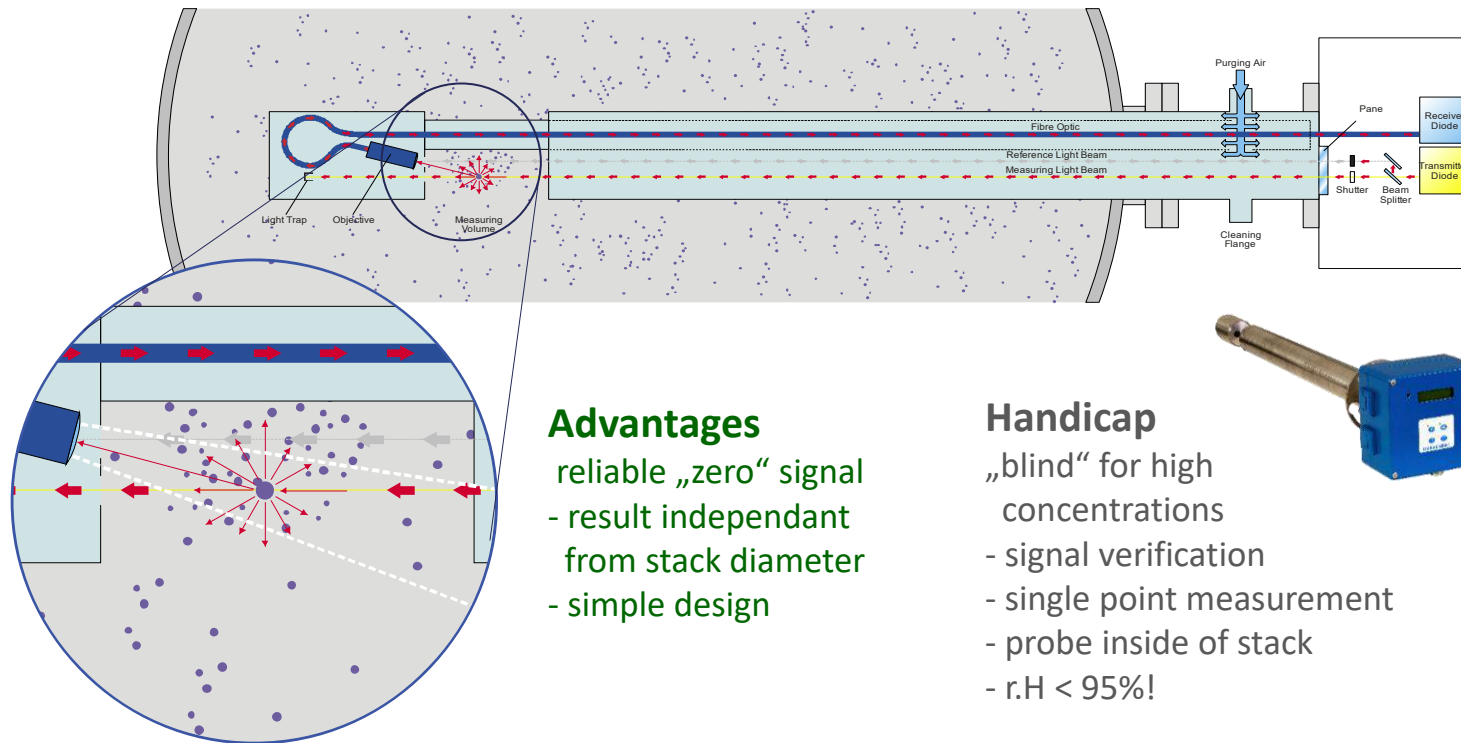 Purging Air
Pane
Fibre Optic
Receiver
Diode
Reference Light Beam
Measuring Light Beam
Transmitter
Diode
Shutter
Beam
Splitter
Light Trap
Objective
Measuring
Volume
Cleaning
Flange
Advantages
reliable „zero“ signal
- result independant
from stack diameter
- simple design
Handicap
„blind“ for high
concentrations
- signal verification
- single point measurement
- probe inside of stack
- r.H < 95%!